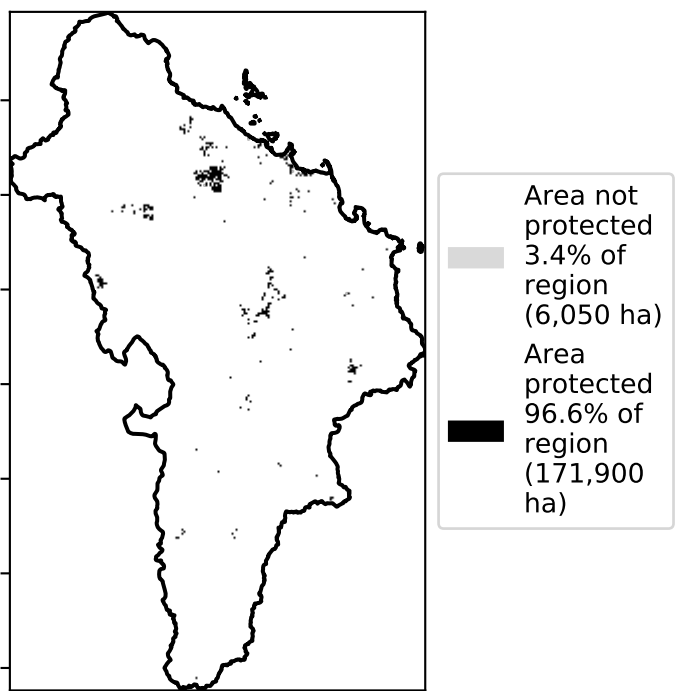 Area not
protected
3.4% of
region
(6,050 ha)
Area
protected
96.6% of
region
(171,900
ha)